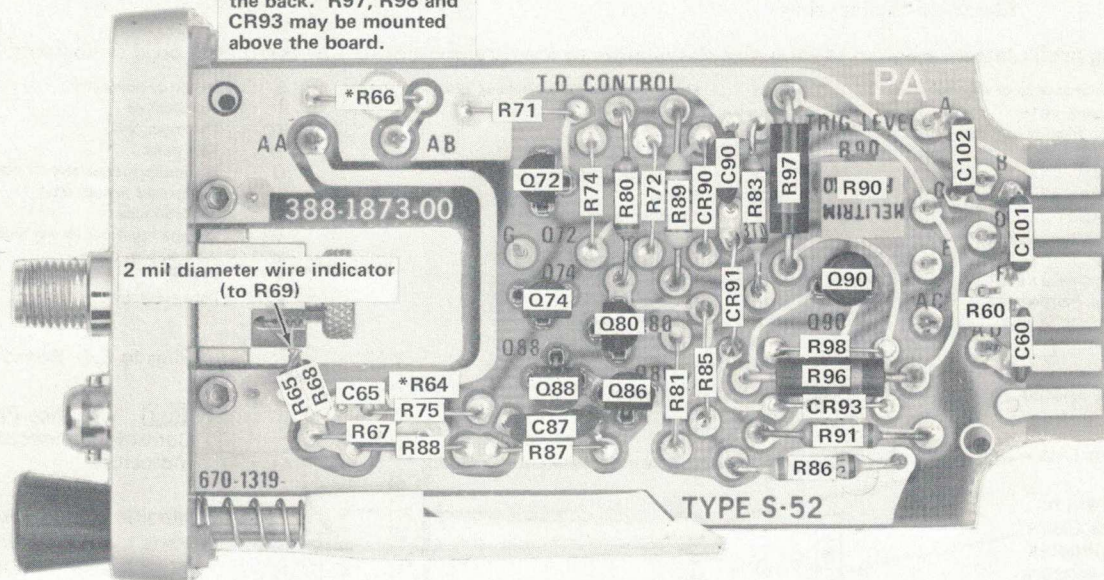 the back. R97, R98 and
CR93 may be mounted
above the board.
T.D. CONTROL
PA
*R66
R71
AA
AB
TRIG LEVEL
R90
A
C102
B
Q72
R74
R80
R72
R89
CR90
C90
R83
R97
R90
MELITRIM
C
D
C101
388-1873-00
G
Q72
E
2 mil diameter wire indicator
(to R69)
Q74
Q74
CR91
Q90
F
AC
R60
C60
Q80
Q88
Q90
R98
R65
R68
C65
*R64
Q88
Q86
R81
R85
R96
R75
CR93
R67
C87
R91
R88
R87
R86
670-1319-
TYPE S-52